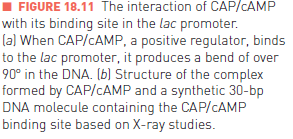 ■ FIGURE 18.11 The interaction of CAP/cAMP
with its binding site in the lac promoter.
(a) When CAP/cAMP, a positive regulator, binds
to the lac promoter, it produces a bend of over
90° in the DNA. (b) Structure of the complex
formed by CAP/cAMP and a synthetic 30-bp
DNA molecule containing the CAP/cAMP
binding site based on X-ray studies.